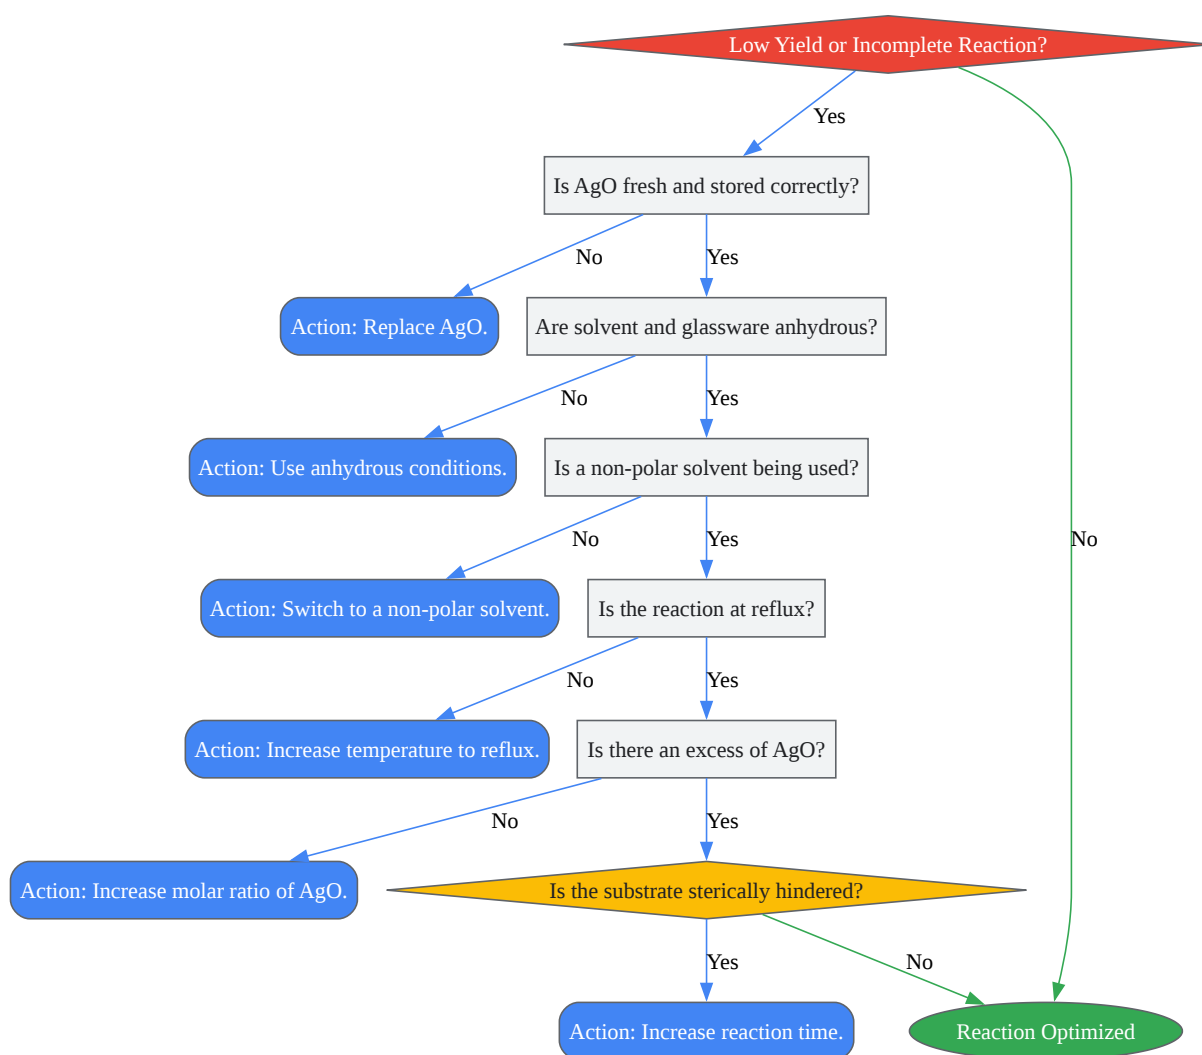 Low Yield or Incomplete Reaction?
Yes
Is AgO fresh and stored correctly?
No
Yes
Action: Replace AgO.
Are solvent and glassware anhydrous?
No
Yes
Action: Use anhydrous conditions.
Is a non-polar solvent being used?
No
Yes
No
Action: Switch to a non-polar solvent.
Is the reaction at reflux?
No
Yes
Action: Increase temperature to reflux.
Is there an excess of AgO?
No
Yes
Action: Increase molar ratio of AgO.
Is the substrate sterically hindered?
Yes
No
Action: Increase reaction time.
Reaction Optimized